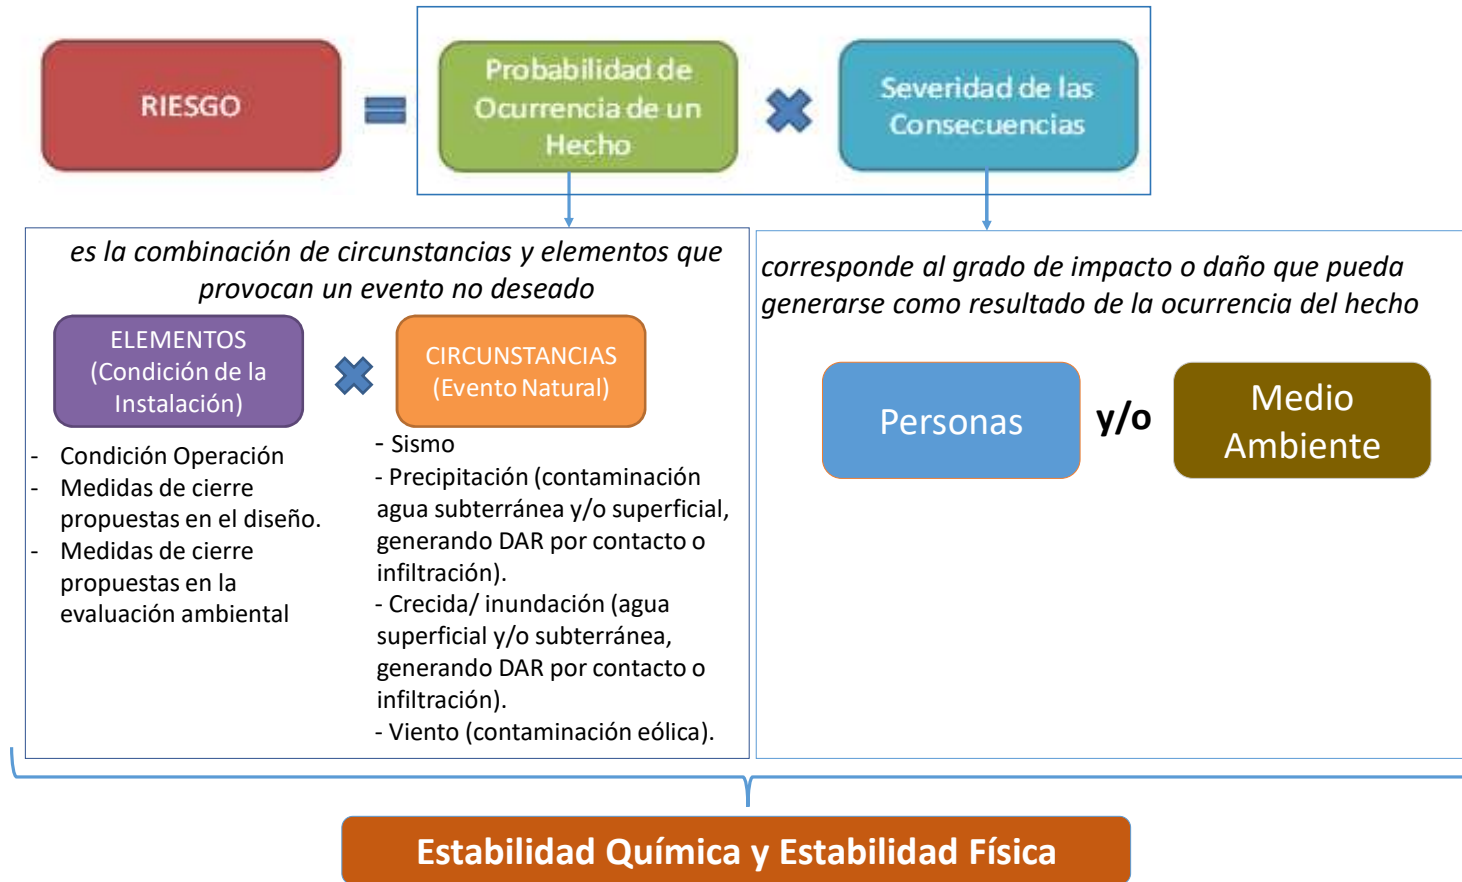 RIESGO
Probabilidad de
Ocurrencia de un
Hecho
Severidad de las
Consecuencias
es la combinación de circunstancias y elementos que
provocan un evento no deseado
ELEMENTOS
(Condición de la
Instalación)
CIRCUNSTANCIAS
(Evento Natural)
- Condición Operación
- Medidas de cierre
propuestas en el diseño.
- Medidas de cierre
propuestas en la
evaluación ambiental
- Sismo
- Precipitación (contaminación
agua subterránea y/o superficial,
generando DAR por contacto o
infiltración).
- Crecida/ inundación (agua
superficial y/o subterránea,
generando DAR por contacto o
infiltración).
- Viento (contaminación eólica).
corresponde al grado de impacto o daño que pueda
generarse como resultado de la ocurrencia del hecho
Personas
y/o
Medio
Ambiente
Estabilidad Química y Estabilidad Física